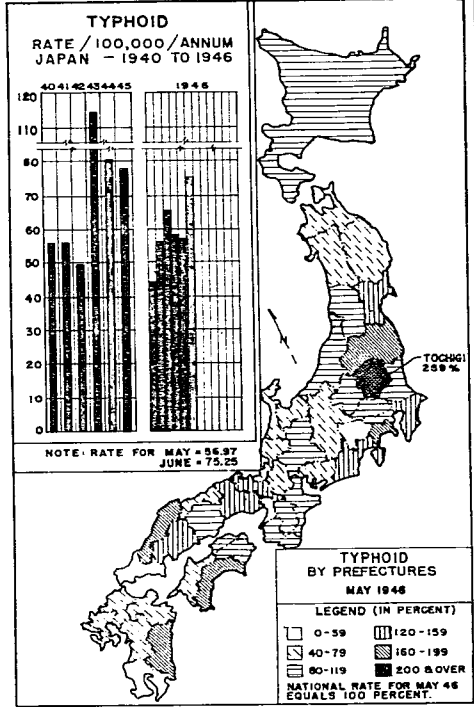 TYPHOID
RATE / 100,000 / ANNUM
JAPAN - 1940 TO 1946
40 41 42 43 44 45
1946
120
110
80
70
60
50
40
30
20
10
0
NOTE: RATE FOR MAY = 56.97
JUNE = 75.25
N
TOCHIGI
259 %
TYPHOID
BY PREFECTURES
MAY 1946
LEGEND (IN PERCENT)
0-39
120-159
40-79
160-199
80-119
200 & OVER
NATIONAL RATE FOR MAY 46
EQUALS 100 PERCENT.